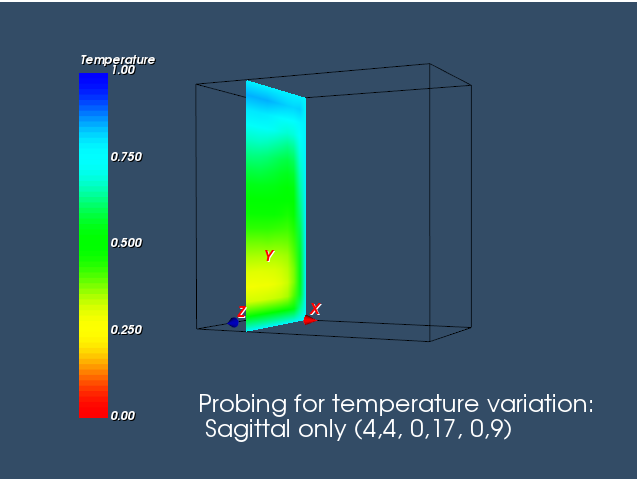 Temperature
1.00
0.750
0.500
0.250
0.00
Y
Z
X
Probing for temperature variation:
Sagittal only (4,4, 0,17, 0,9)